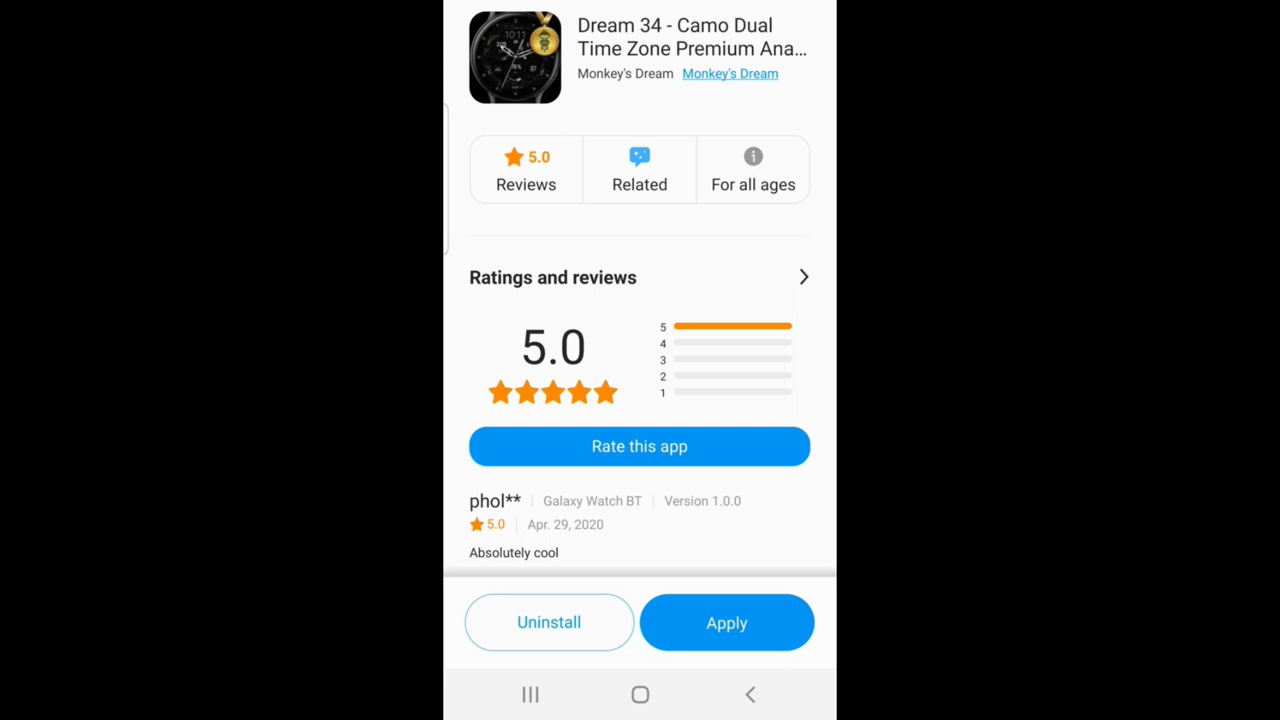 Dream 34 - Camo Dual
Time Zone Premium Ana...
Monkey's Dream Monkey's Dream
5.0
Reviews
Related
For all ages
Ratings and reviews
5.0
5
4
3
2
1
Rate this app
phol** Galaxy Watch BT Version 1.0.0
5.0 Apr. 29, 2020
Absolutely cool
Uninstall
Apply